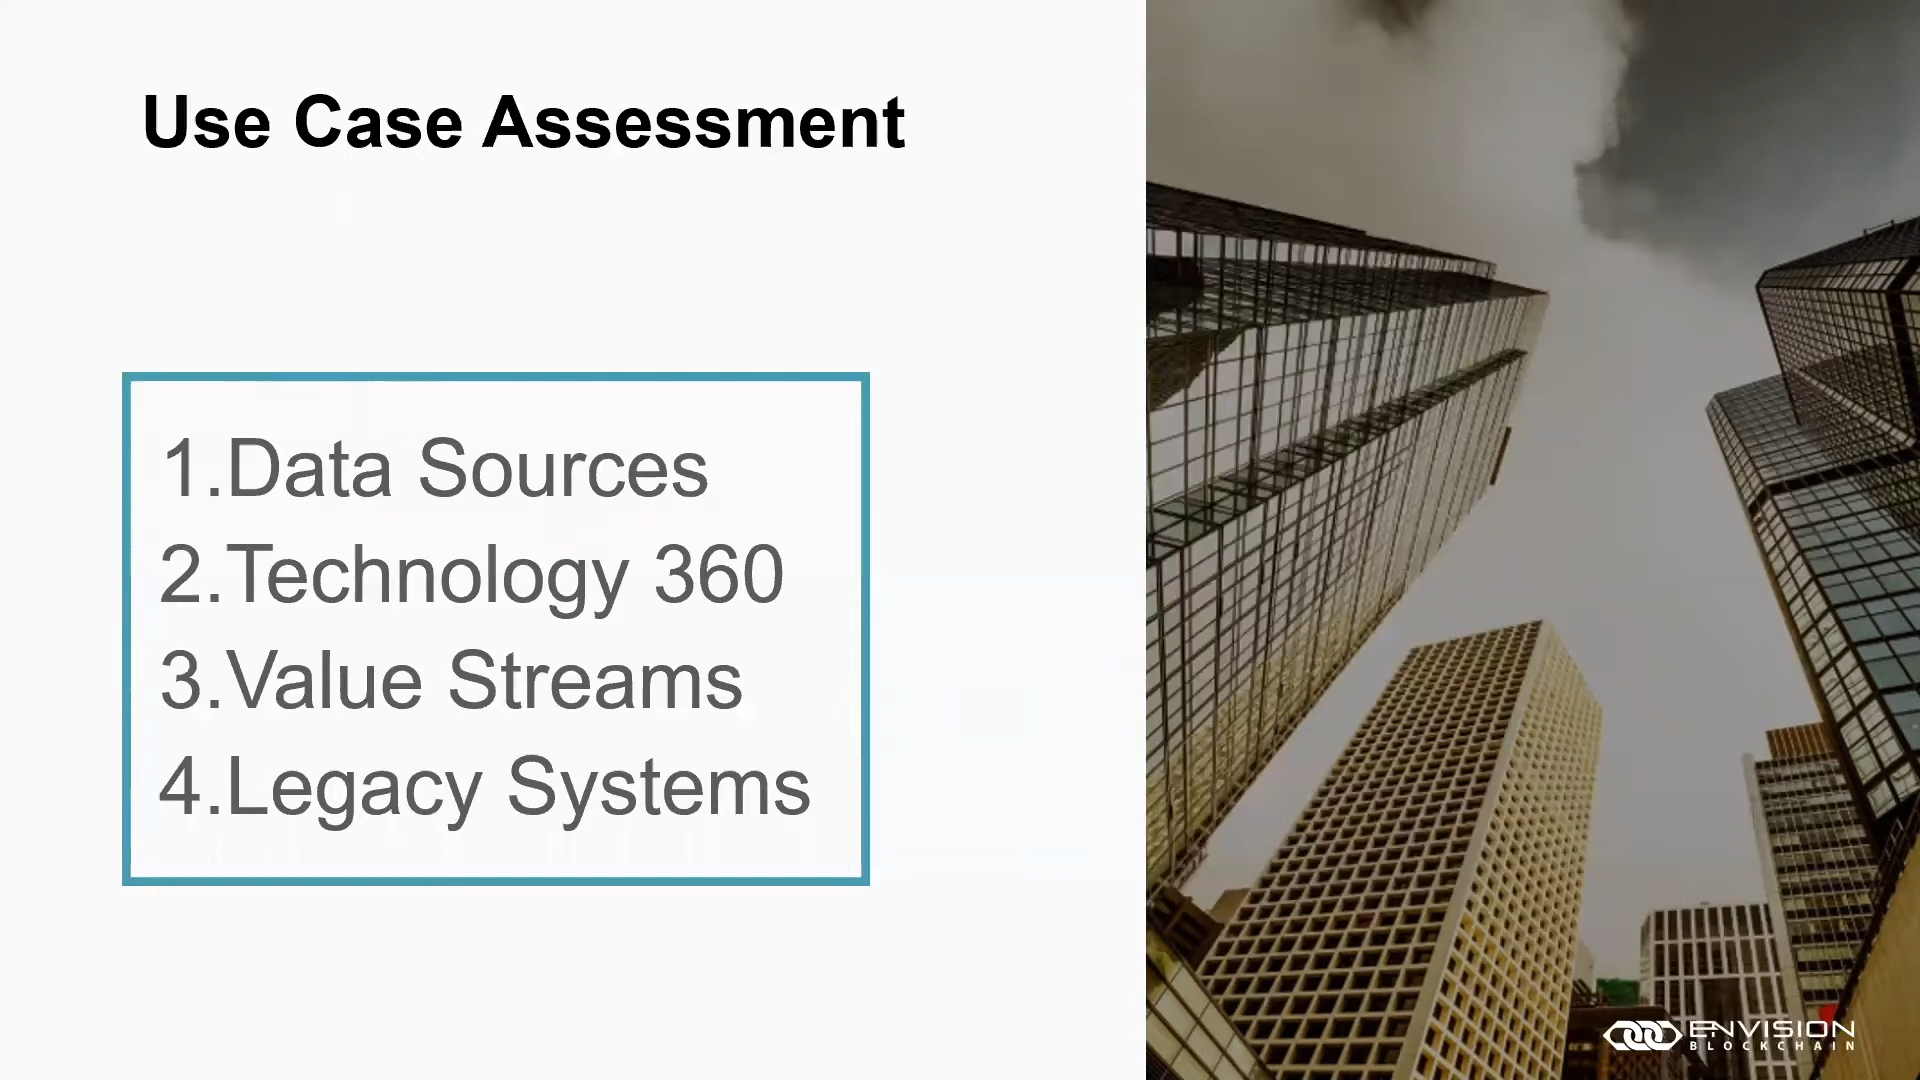 Use Case Assessment
1.Data Sources
2.Technology 360
3.Value Streams
4.Legacy Systems
ENVISION
BLOCKCHAIN